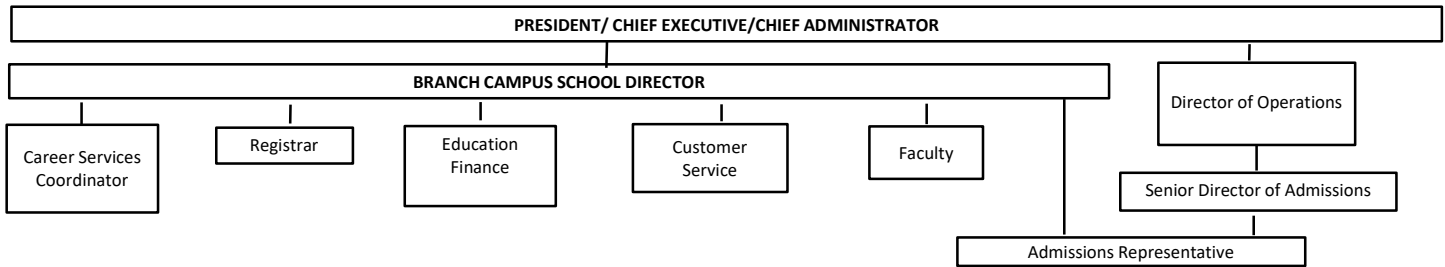 PRESIDENT/ CHIEF EXECUTIVE/CHIEF ADMINISTRATOR
BRANCH CAMPUS SCHOOL DIRECTOR
Director of Operations
Career Services
Coordinator
Registrar
Education
Finance
Customer
Service
Faculty
Senior Director of Admissions
Admissions Representative